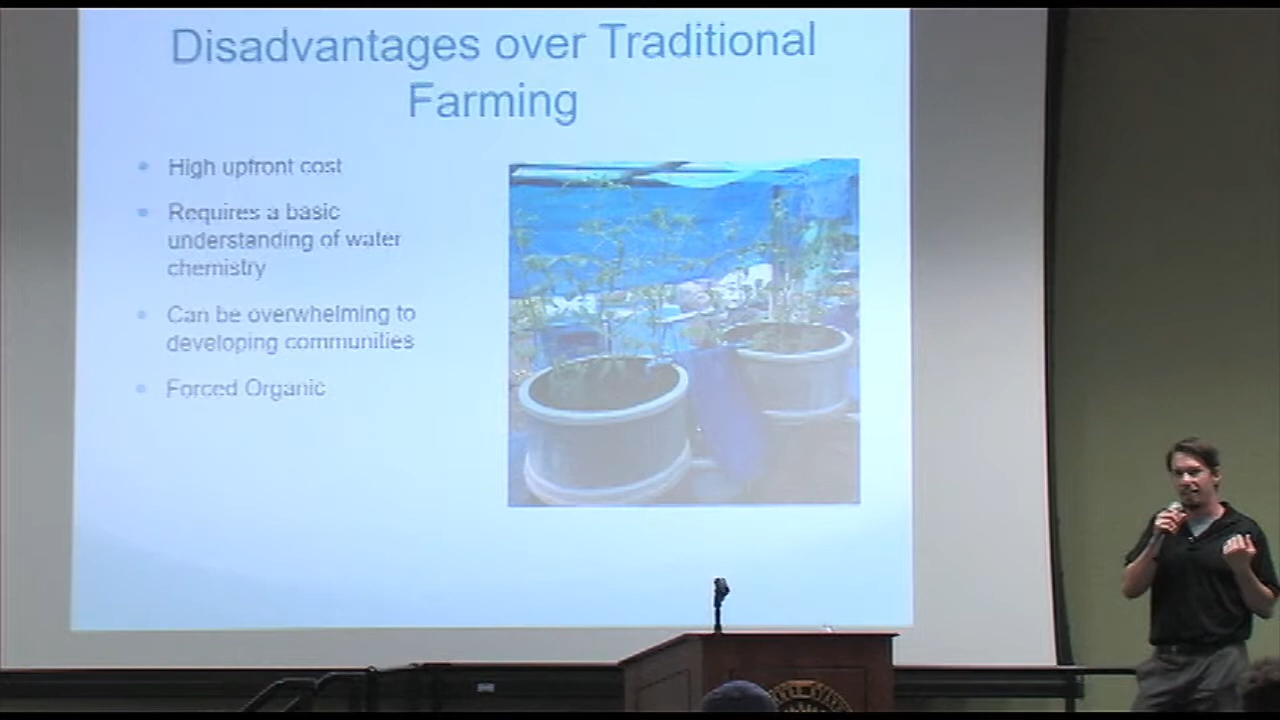 Disadvantages over Traditional
Farming
High upfront cost
Requires a basic
understanding of water
chemistry
Can be overwhelming to
developing communities
Forced Organic